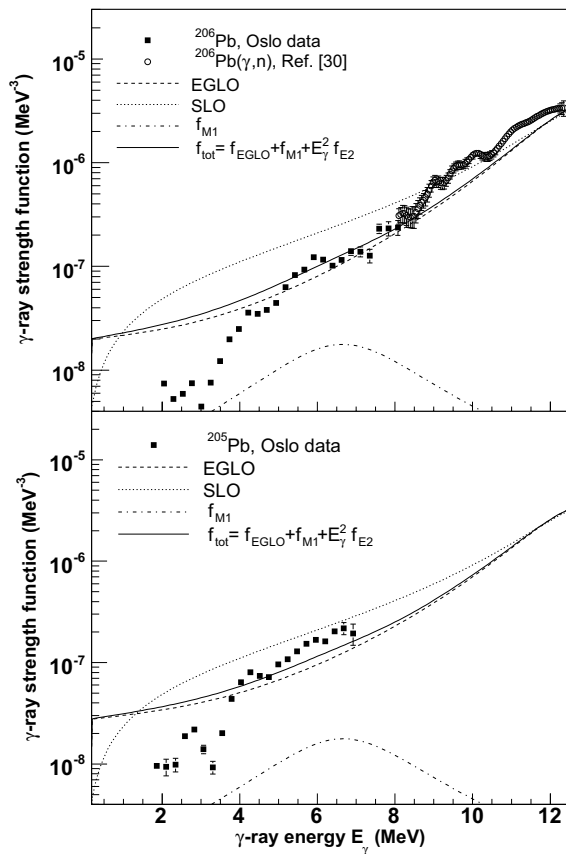 γ-ray strength function (MeV⁻³)
10⁻⁵
10⁻⁶
10⁻⁷
10⁻⁸
²⁰⁶Pb, Oslo data
²⁰⁶Pb(γ,n), Ref. [30]
EGLO
SLO
f_M1
f_tot= f_EGLO+f_M1+E_γ² f_E2
γ-ray strength function (MeV⁻³)
10⁻⁵
10⁻⁶
10⁻⁷
10⁻⁸
²⁰⁵Pb, Oslo data
EGLO
SLO
f_M1
f_tot= f_EGLO+f_M1+E_γ² f_E2
2 4 6 8 10 12
γ-ray energy E_γ (MeV)